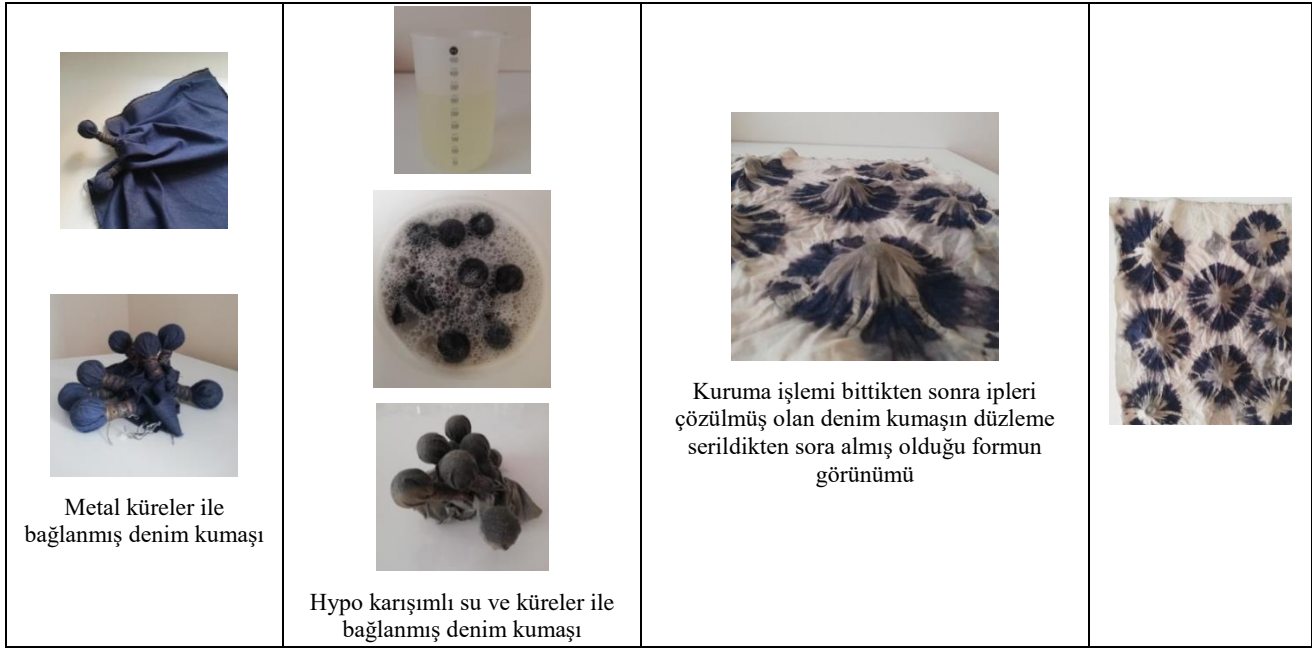 Metal küreler ile
bağlanmış denim kumaşı
Hypo karışımlı su ve küreler ile
bağlanmış denim kumaşı
Kuruma işlemi bittikten sonra ipleri
çözülmüş olan denim kumaşın düzleme
serildikten sora almış olduğu formun
görünümü